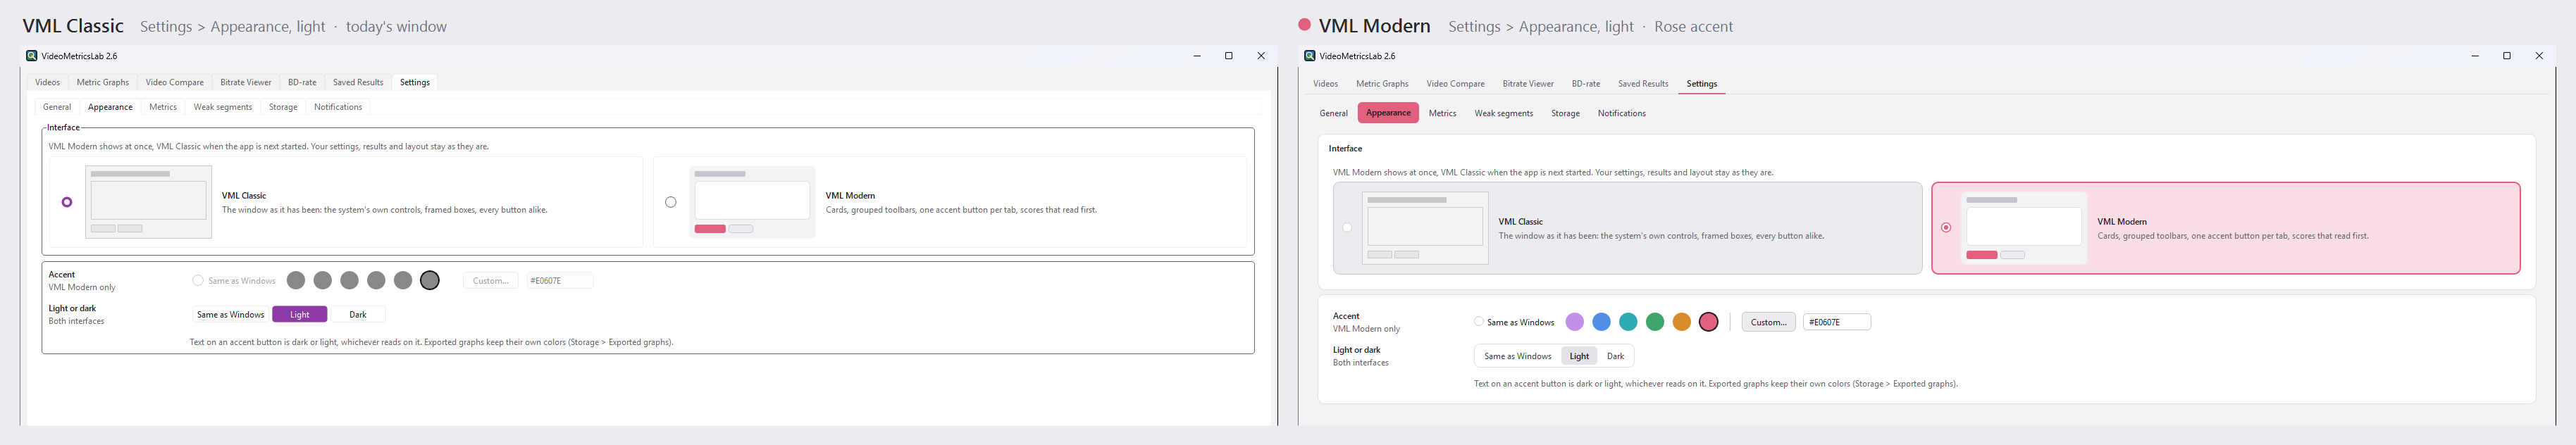 VML Classic Settings > Appearance, light · today's window
VideoMetricsLab 2.6
Videos Metric Graphs Video Compare Bitrate Viewer BD-rate Saved Results Settings
General Appearance Metrics Weak segments Storage Notifications
Interface
VML Modern shows at once, VML Classic when the app is next started. Your settings, results and layout stay as they are.
VML Classic
The window as it has been: the system's own controls, framed boxes, every button alike.
VML Modern
Cards, grouped toolbars, one accent button per tab, scores that read first.
Accent
VML Modern only
Same as Windows
Custom...
#E0607E
Light or dark
Both interfaces
Same as Windows Light Dark
Text on an accent button is dark or light, whichever reads on it. Exported graphs keep their own colors (Storage > Exported graphs).
VML Modern Settings > Appearance, light · Rose accent
VideoMetricsLab 2.6
Videos Metric Graphs Video Compare Bitrate Viewer BD-rate Saved Results Settings
General Appearance Metrics Weak segments Storage Notifications
Interface
VML Modern shows at once, VML Classic when the app is next started. Your settings, results and layout stay as they are.
VML Classic
The window as it has been: the system's own controls, framed boxes, every button alike.
VML Modern
Cards, grouped toolbars, one accent button per tab, scores that read first.
Accent
VML Modern only
Same as Windows
Custom...
#E0607E
Light or dark
Both interfaces
Same as Windows Light Dark
Text on an accent button is dark or light, whichever reads on it. Exported graphs keep their own colors (Storage > Exported graphs).